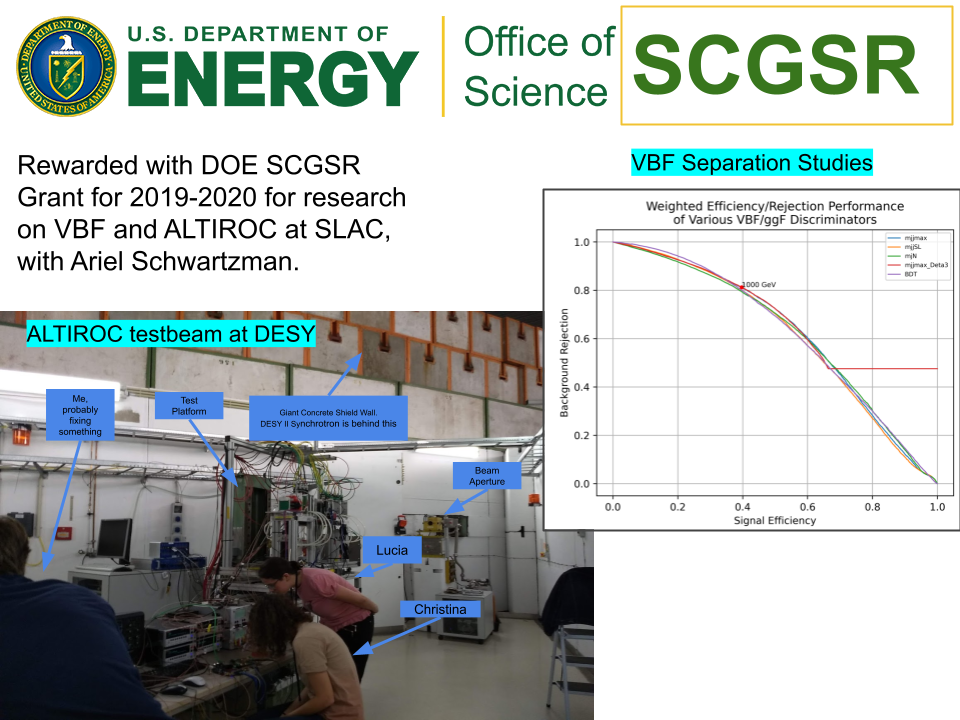 DEPARTMENT OF ENERGY
UNITED STATES OF AMERICA
U.S. DEPARTMENT OF
ENERGY
Office of
Science
SCGSR
Rewarded with DOE SCGSR
Grant for 2019-2020 for research
on VBF and ALTIROC at SLAC,
with Ariel Schwartzman.
VBF Separation Studies
Weighted Efficiency/Rejection Performance
of Various VBF/ggF Discriminators
mjjmax
mjjSL
mjN
mjjmax_Deta3
BDT
1000 GeV
Background Rejection
1.0
0.8
0.6
0.4
0.2
0.0
0.0 0.2 0.4 0.6 0.8 1.0
Signal Efficiency
ALTIROC testbeam at DESY
Me,
probably
fixing
something
Test
Platform
Giant Concrete Shield Wall.
DESY II Synchrotron is behind this
Beam
Aperture
Lucia
Christina